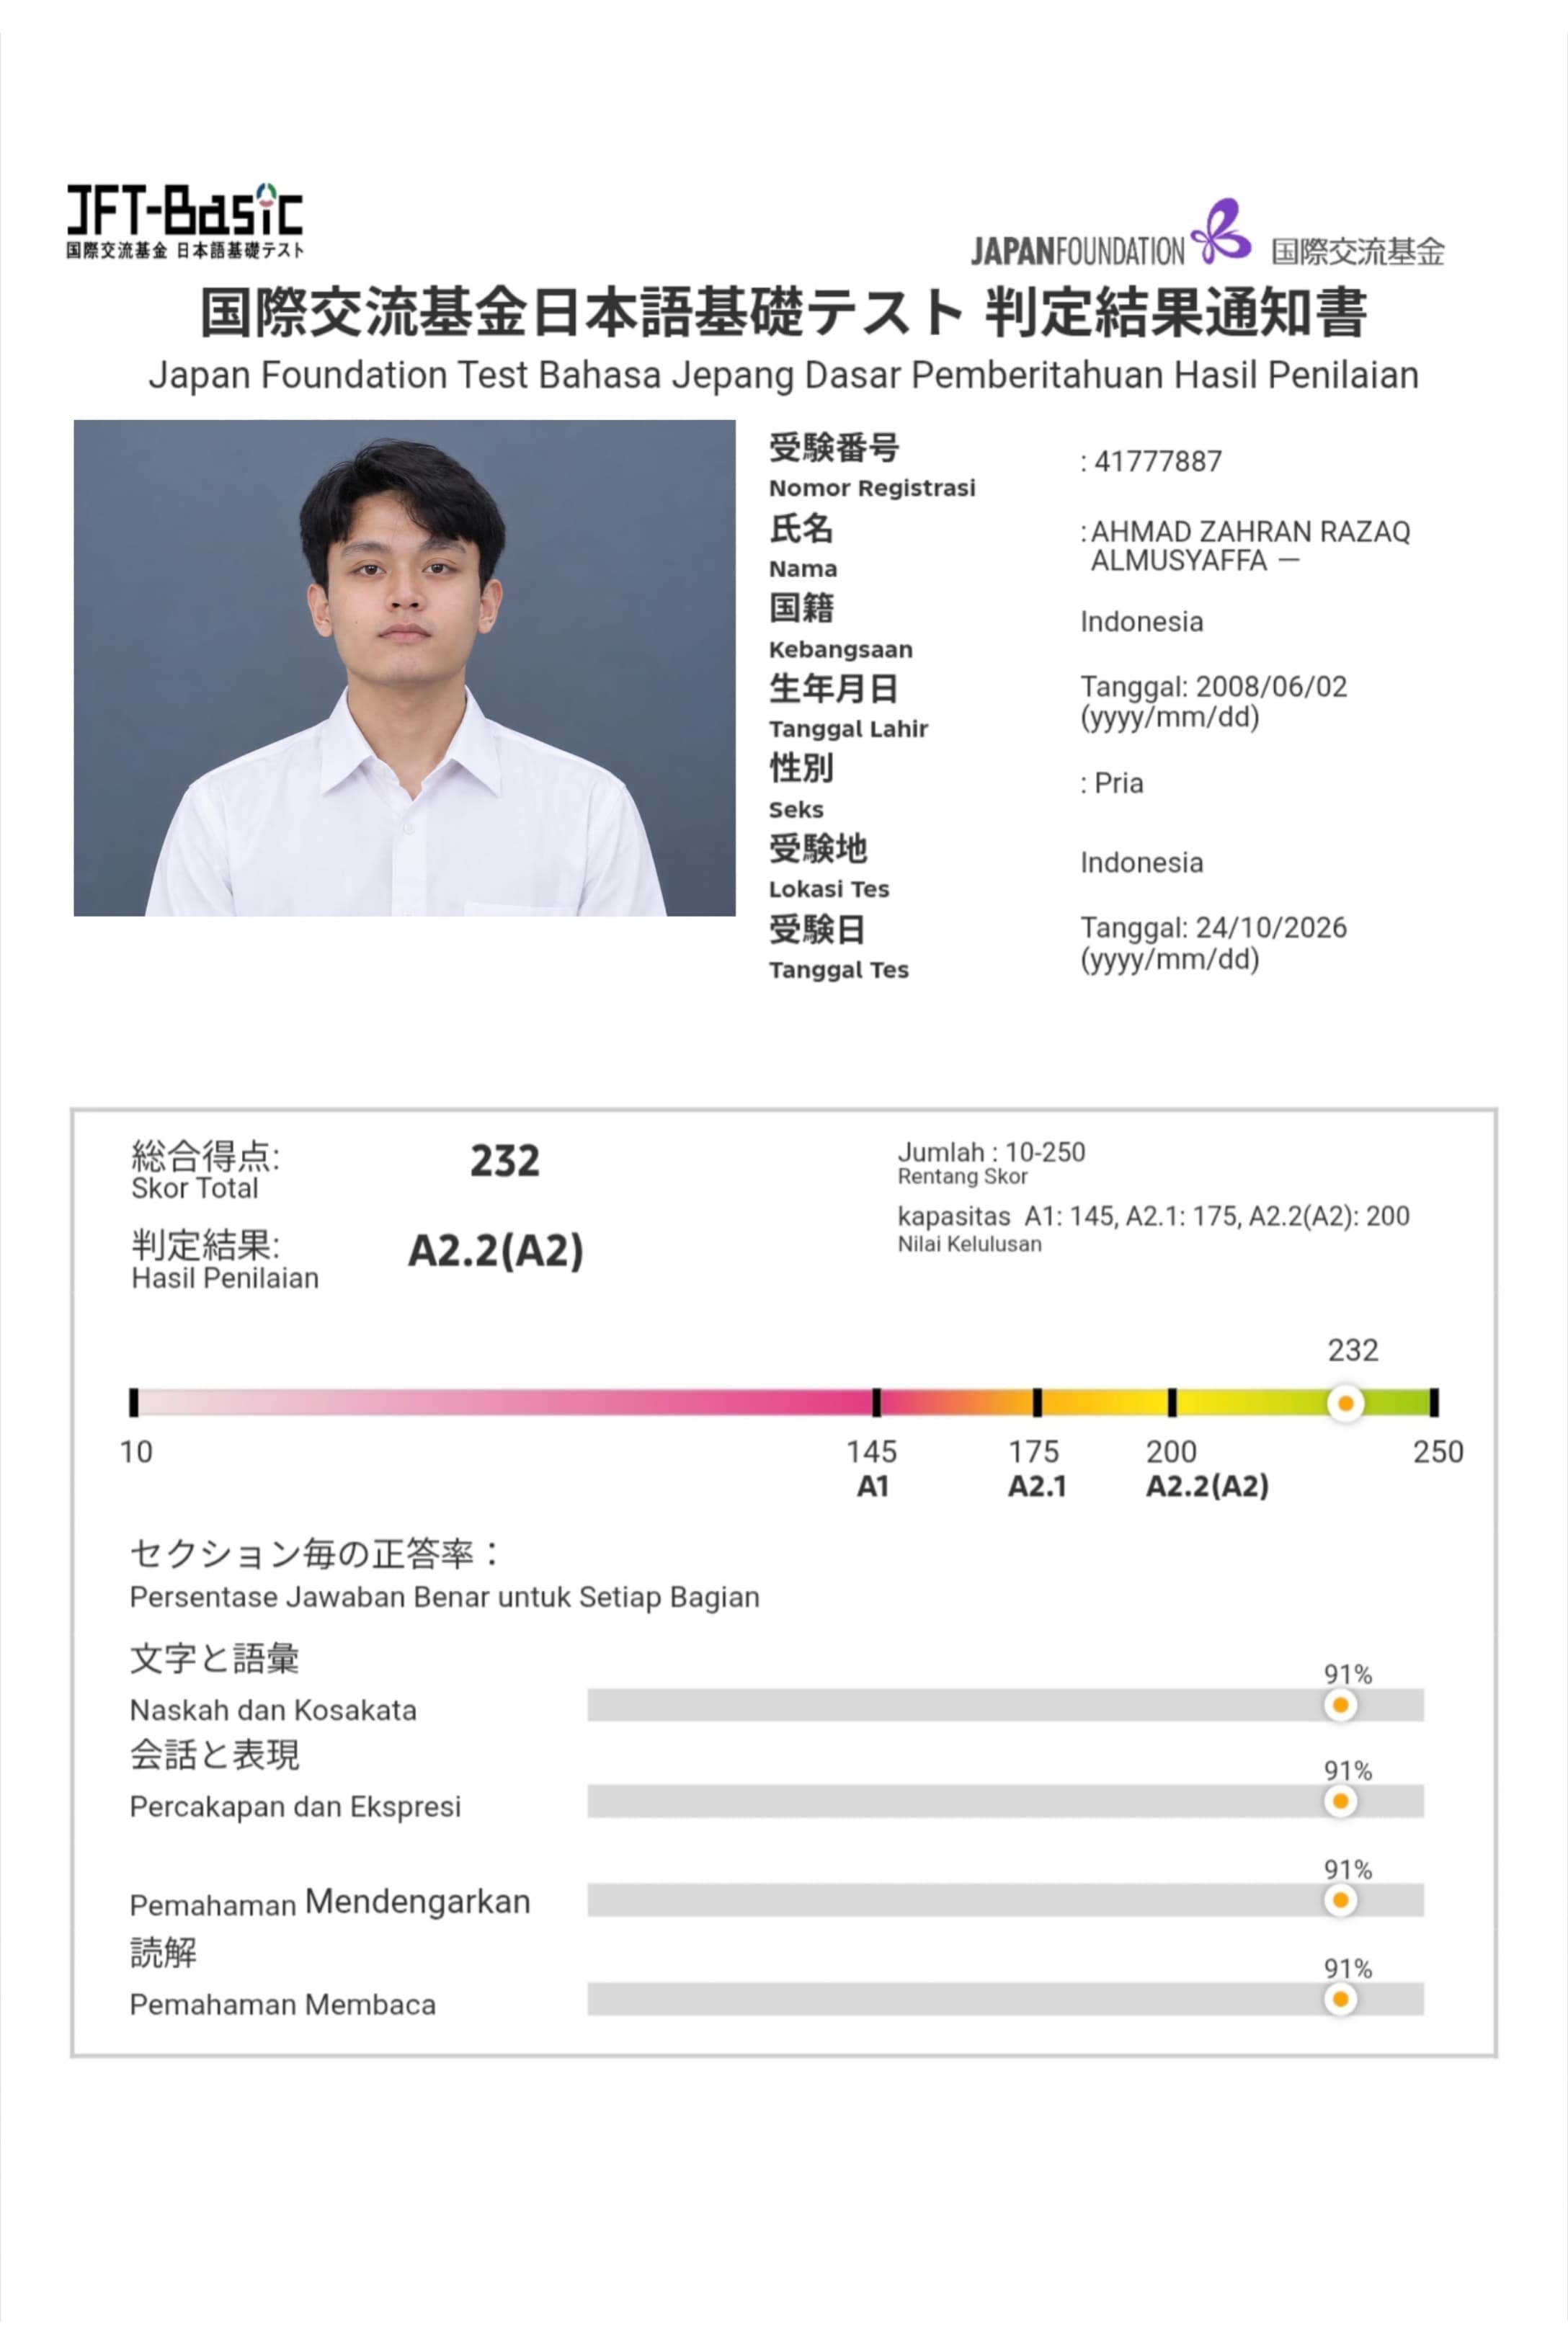 JFT-Basic
国際交流基金 日本語基礎テスト
JAPANFOUNDATION 国際交流基金
国際交流基金日本語基礎テスト 判定結果通知書
Japan Foundation Test Bahasa Jepang Dasar Pemberitahuan Hasil Penilaian
受験番号
Nomor Registrasi
: 41777887
氏名
Nama
: AHMAD ZAHRAN RAZAQ
ALMUSYAFFA —
国籍
Kebangsaan
Indonesia
生年月日
Tanggal Lahir
Tanggal: 2008/06/02
(yyyy/mm/dd)
性別
Seks
: Pria
受験地
Lokasi Tes
Indonesia
受験日
Tanggal Tes
Tanggal: 24/10/2026
(yyyy/mm/dd)
総合得点:
Skor Total
232
Jumlah : 10-250
Rentang Skor
判定結果:
Hasil Penilaian
A2.2(A2)
kapasitas A1: 145, A2.1: 175, A2.2(A2): 200
Nilai Kelulusan
232
10 145 175 200 250
A1 A2.1 A2.2(A2)
セクション毎の正答率：
Persentase Jawaban Benar untuk Setiap Bagian
文字と語彙
Naskah dan Kosakata
91%
会話と表現
Percakapan dan Ekspresi
91%
Pemahaman Mendengarkan
91%
読解
Pemahaman Membaca
91%